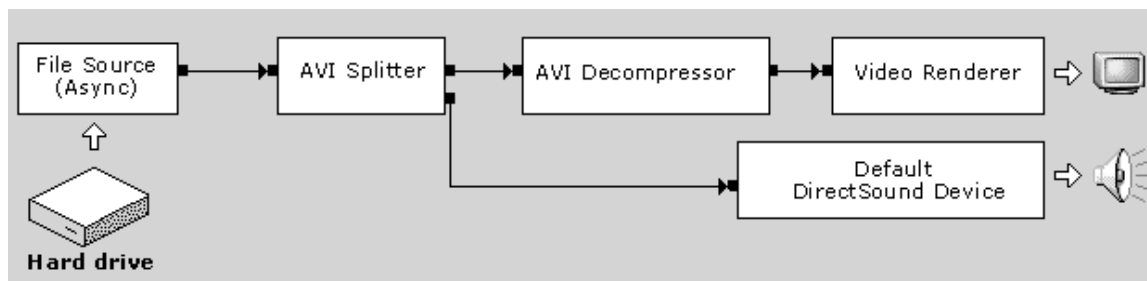 File Source
(Async)
AVI Splitter
AVI Decompressor
Video Renderer
Default
DirectSound Device
Hard drive